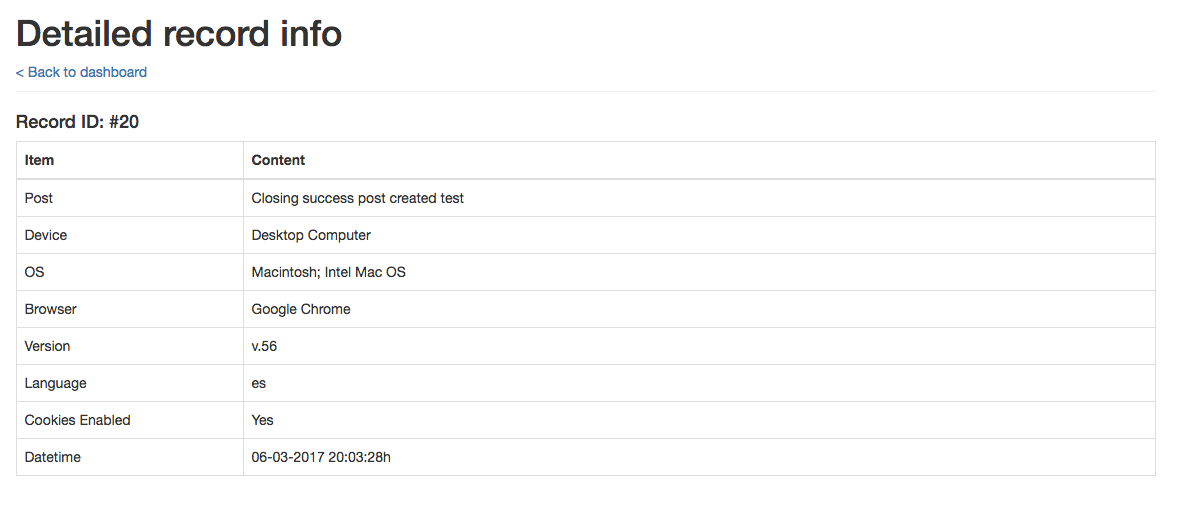 Detailed record info
< Back to dashboard
Record ID: #20
Item Content
Post Closing success post created test
Device Desktop Computer
OS Macintosh; Intel Mac OS
Browser Google Chrome
Version v.56
Language es
Cookies Enabled Yes
Datetime 06-03-2017 20:03:28h